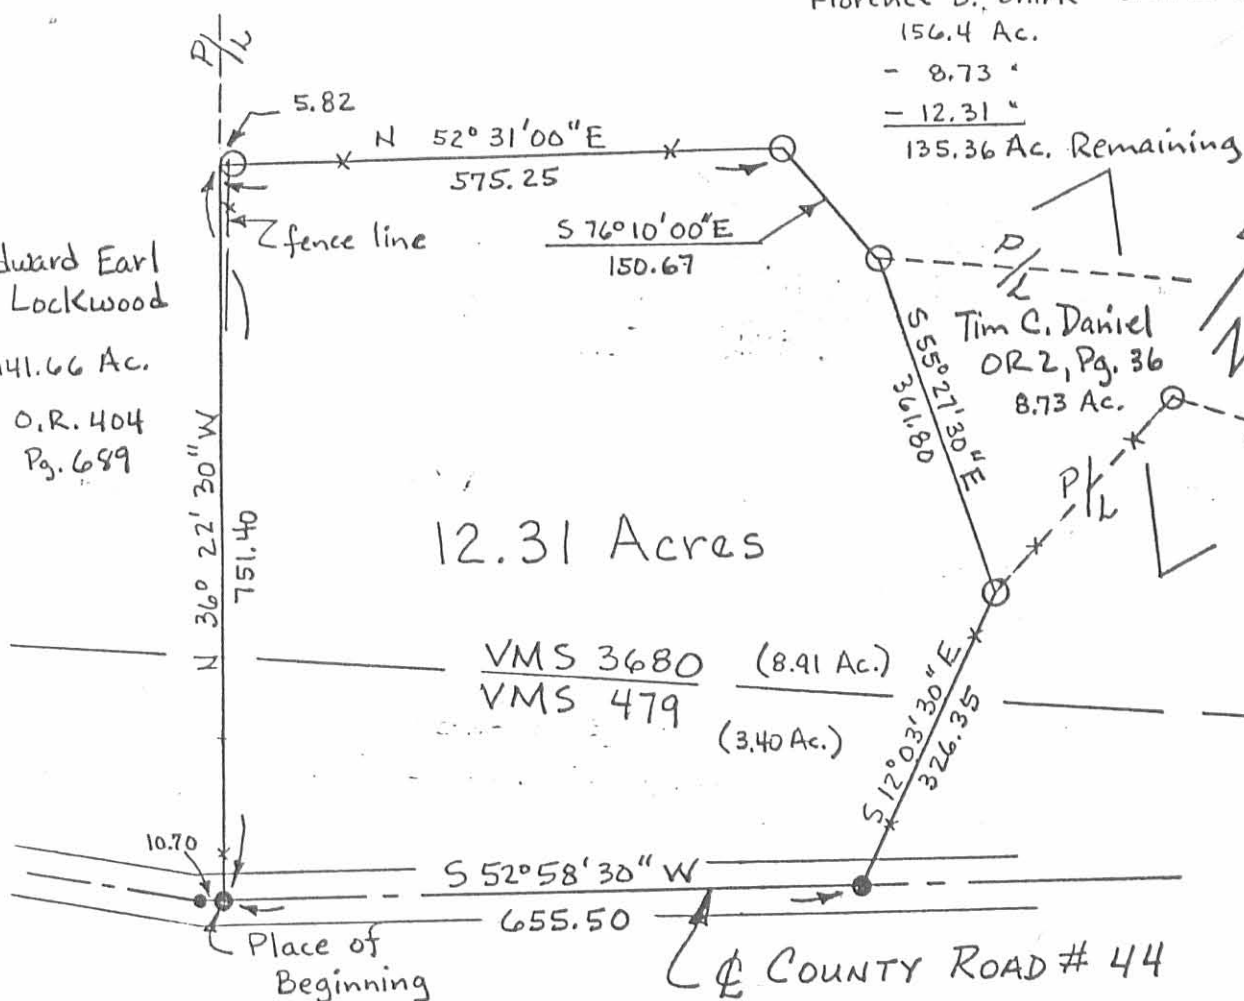 156.4 Ac.
- 8.73 "
- 12.31 "
135.36 Ac. Remaining
P/L
5.82
N 52° 31' 00" E
575.25
fence line
S 76° 10' 00" E
150.67
Earl
Lockwood
O.R. 404
Pg. 689
N 36° 22' 30" W
751.40
P/L
S 55° 27' 30" E
361.80
Tim C. Daniel
OR 2, Pg. 36
8.73 Ac.
P/L
N
12.31 Acres
VMS 3680 (8.91 Ac.)
VMS 479
(3.40 Ac.)
S 12° 03' 30" E
326.35
10.70
S 52° 58' 30" W
655.50
Place of
Beginning
℄ COUNTY ROAD # 44